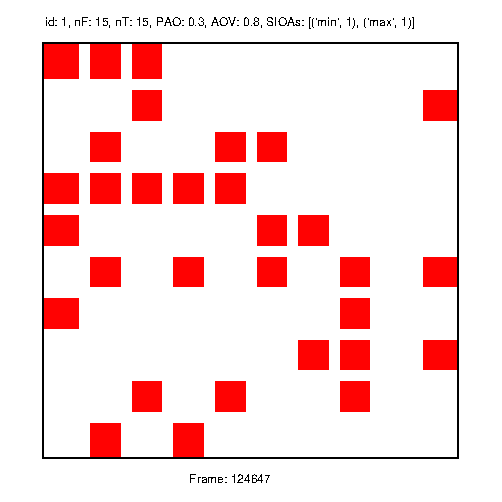 id: 1, nF: 15, nT: 15, PAO: 0.3, AOV: 0.8, SIOAs: [('min', 1), ('max', 1)]
Frame: 124647